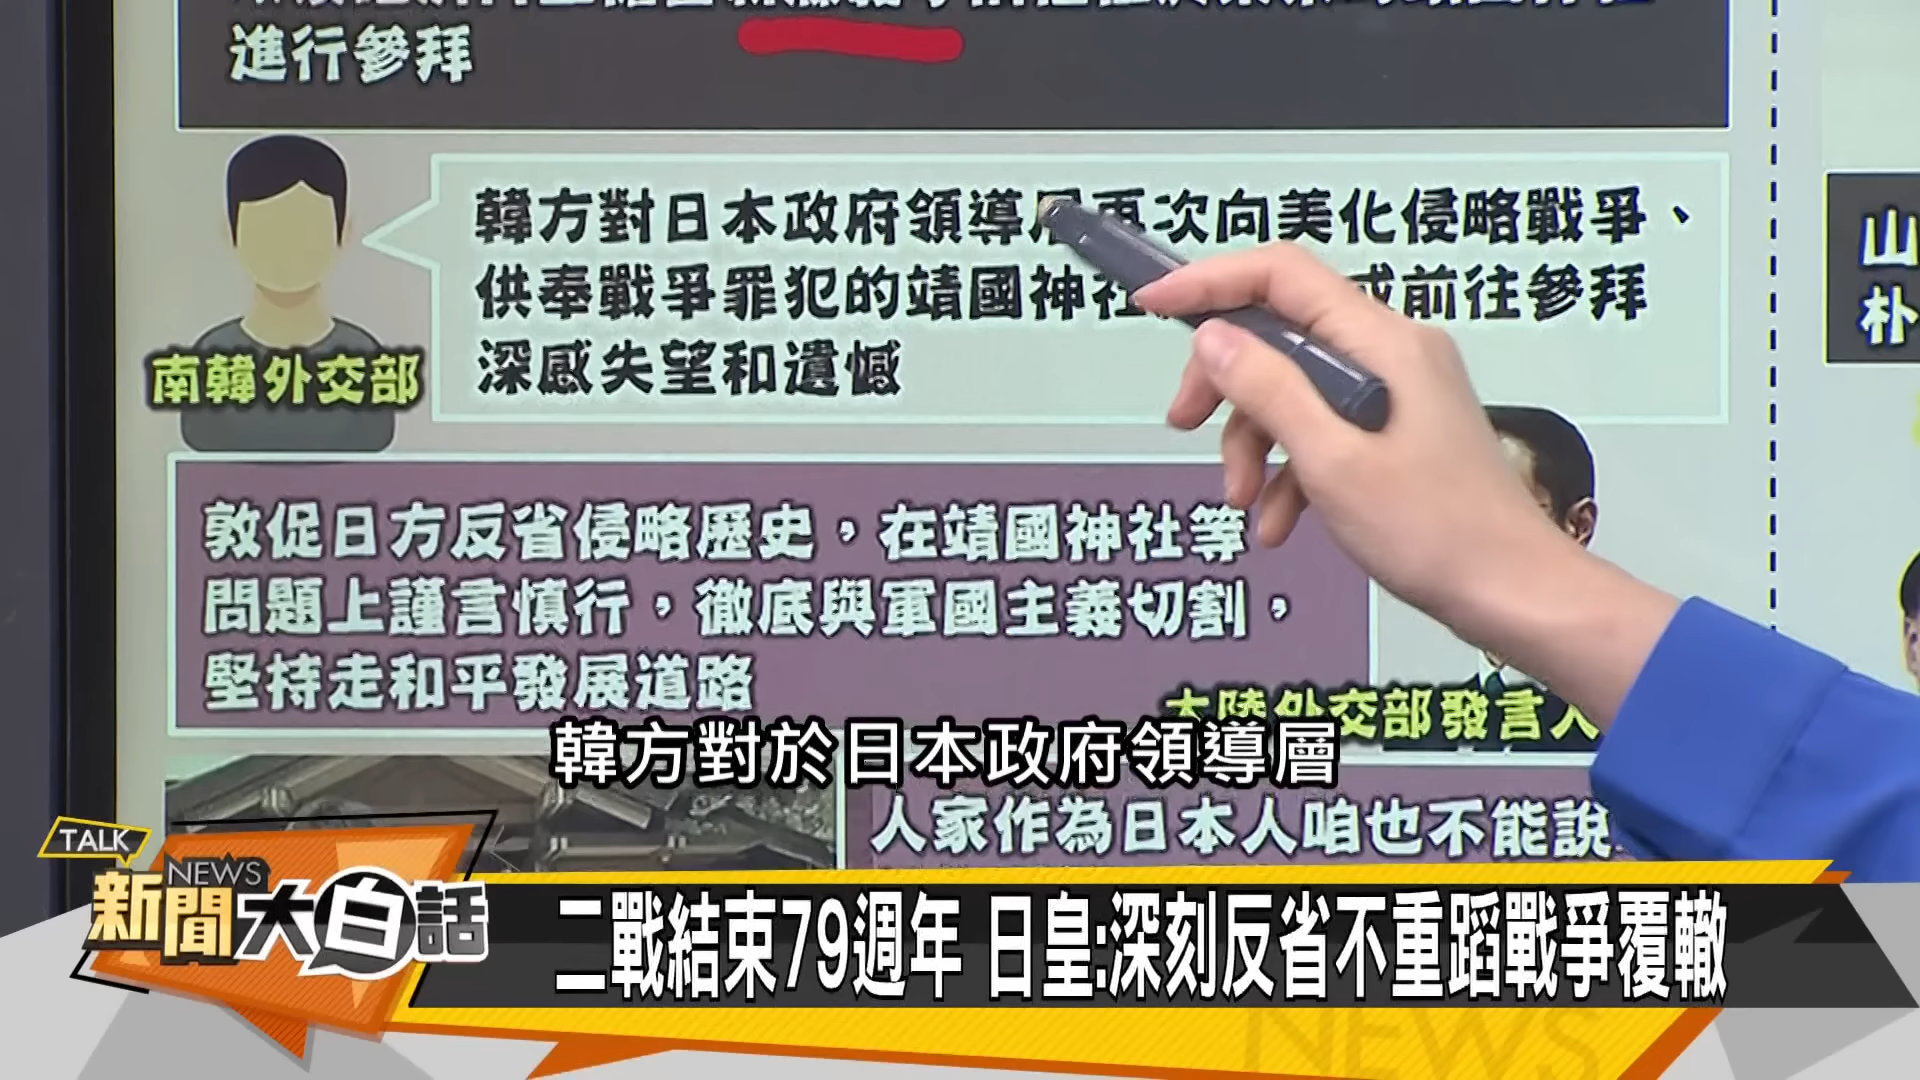 進行參拜
韓方對日本政府領導層再次向美化侵略戰爭、
供奉戰爭罪犯的靖國神社 或前往參拜
深感失望和遺憾
南韓外交部
山
朴
敦促日方反省侵略歷史，在靖國神社等
問題上謹言慎行，徹底與軍國主義切割，
堅持走和平發展道路
大陸外交部發言人
韓方對於日本政府領導層
人家作為日本人咱也不能說
TALK
NEWS
新聞大白話
二戰結束79週年 日皇:深刻反省不重蹈戰爭覆轍
NEWS